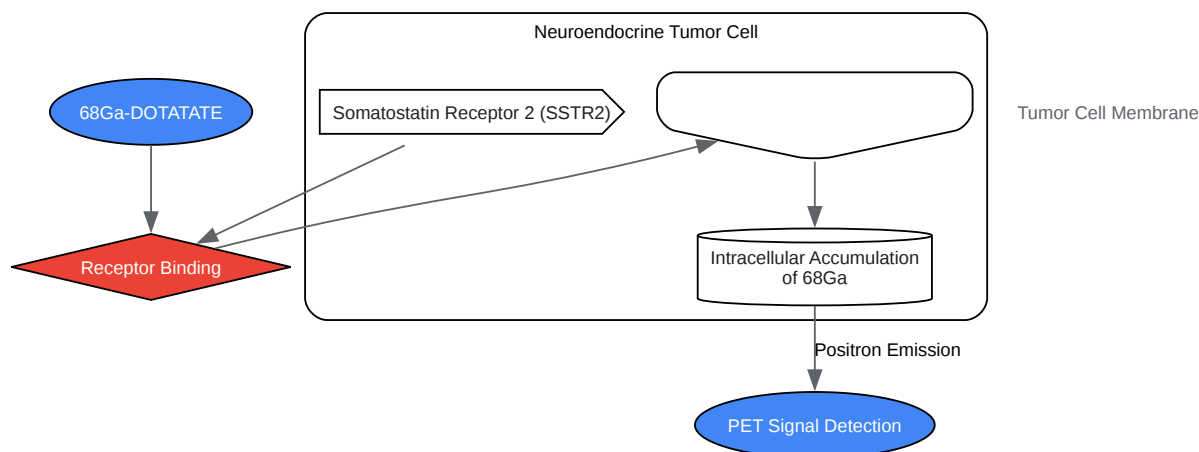 Neuroendocrine Tumor Cell
68Ga-DOTATATE
Somatostatin Receptor 2 (SSTR2)
Tumor Cell Membrane
Receptor Binding
Intracellular Accumulation
of 68Ga
Positron Emission
PET Signal Detection